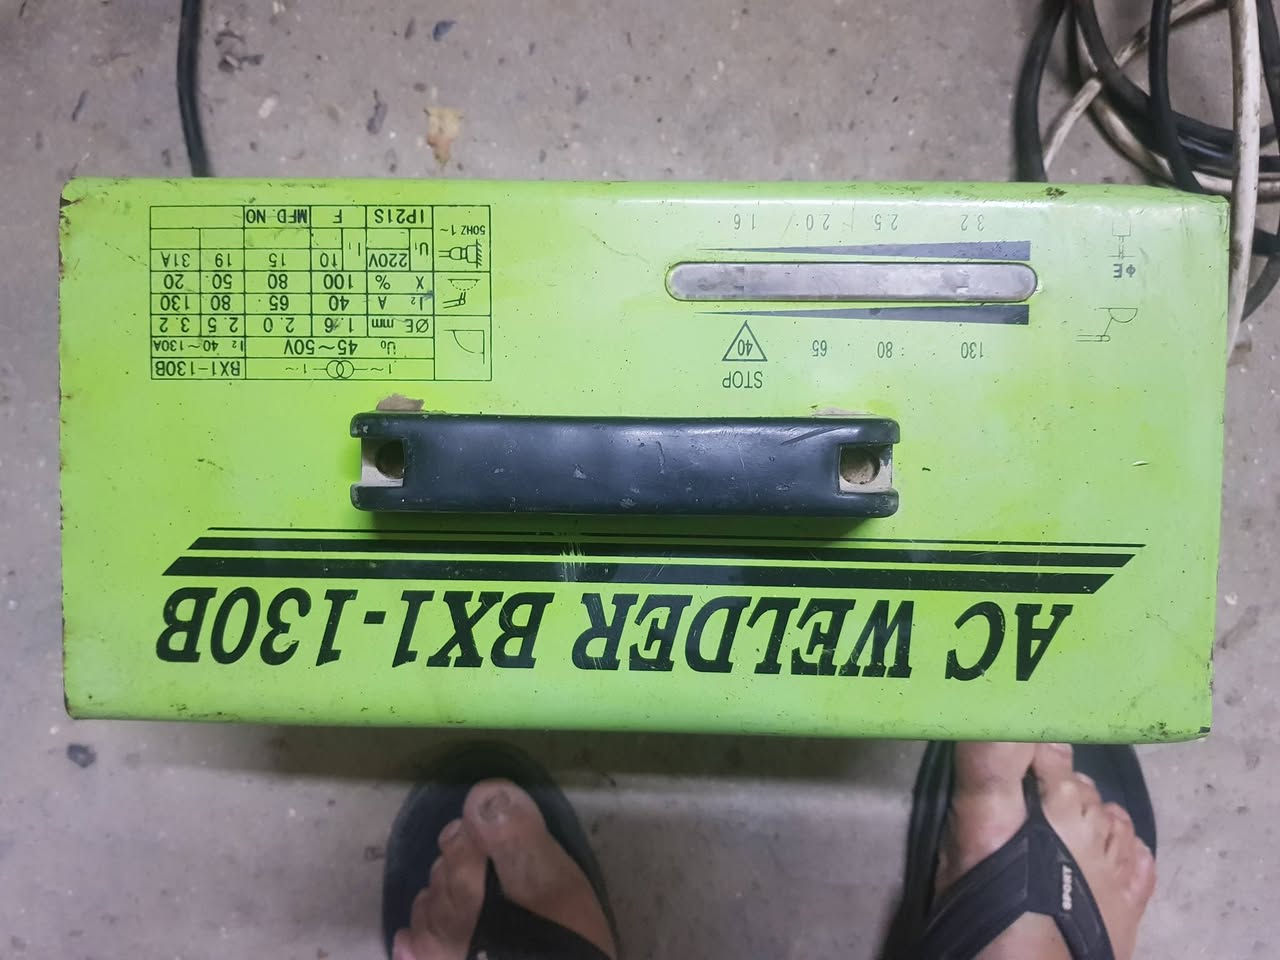 AC WELDER BX1-130B
STOP
130 80 65 40
ΦE 3.2 2.5 2.0 1.6
1~ 1~ BX1-130B
U₀ 45~50V I₂ 40~130A
ØE mm 1.6 2.0 2.5 3.2
I₂ A 40 65 80 130
X % 100 80 50 20
50HZ 1~ U₁ 220V I₁ 10 15 19 31A
IP21S F MFD. NO
SPORT